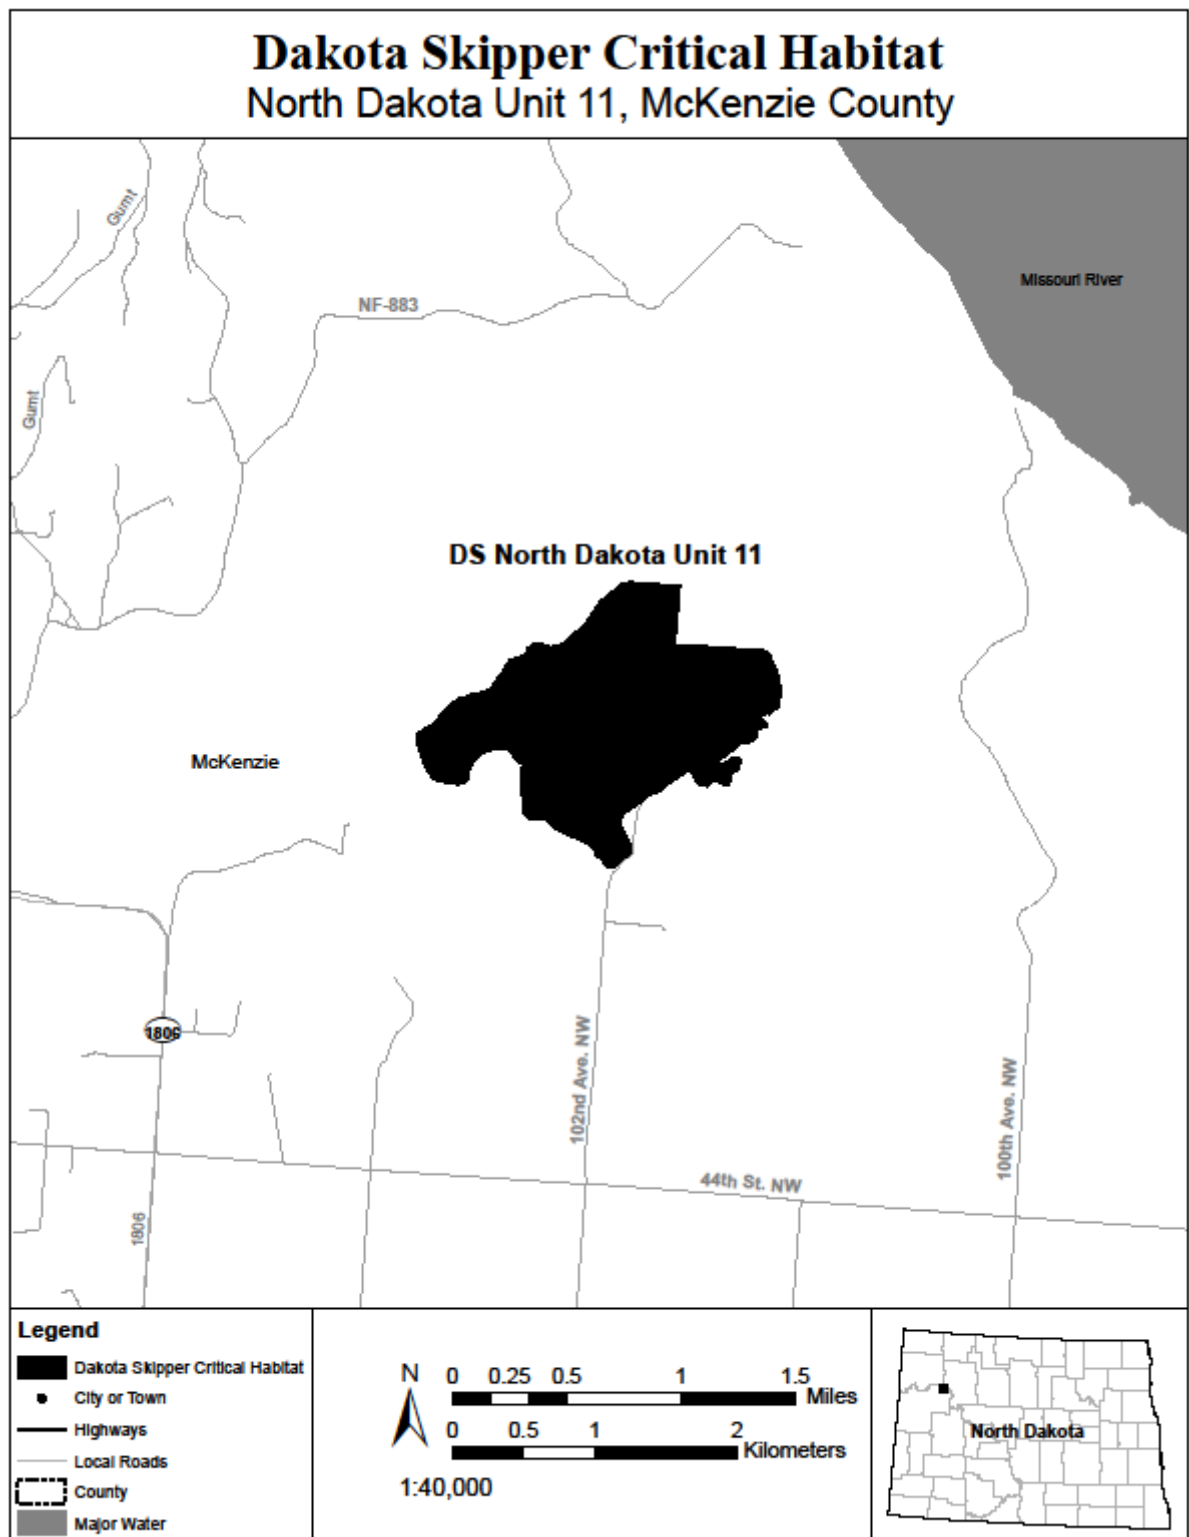 Dakota Skipper Critical Habitat
North Dakota Unit 11, McKenzie County
Gumt
Missouri River
NF-883
Gumt
DS North Dakota Unit 11
McKenzie
1806
102nd Ave. NW
100th Ave. NW
44th St. NW
1806
Legend
Dakota Skipper Critical Habitat
City or Town
Highways
Local Roads
County
Major Water
N
0 0.25 0.5 1 1.5 Miles
0 0.5 1 2 Kilometers
1:40,000
North Dakota